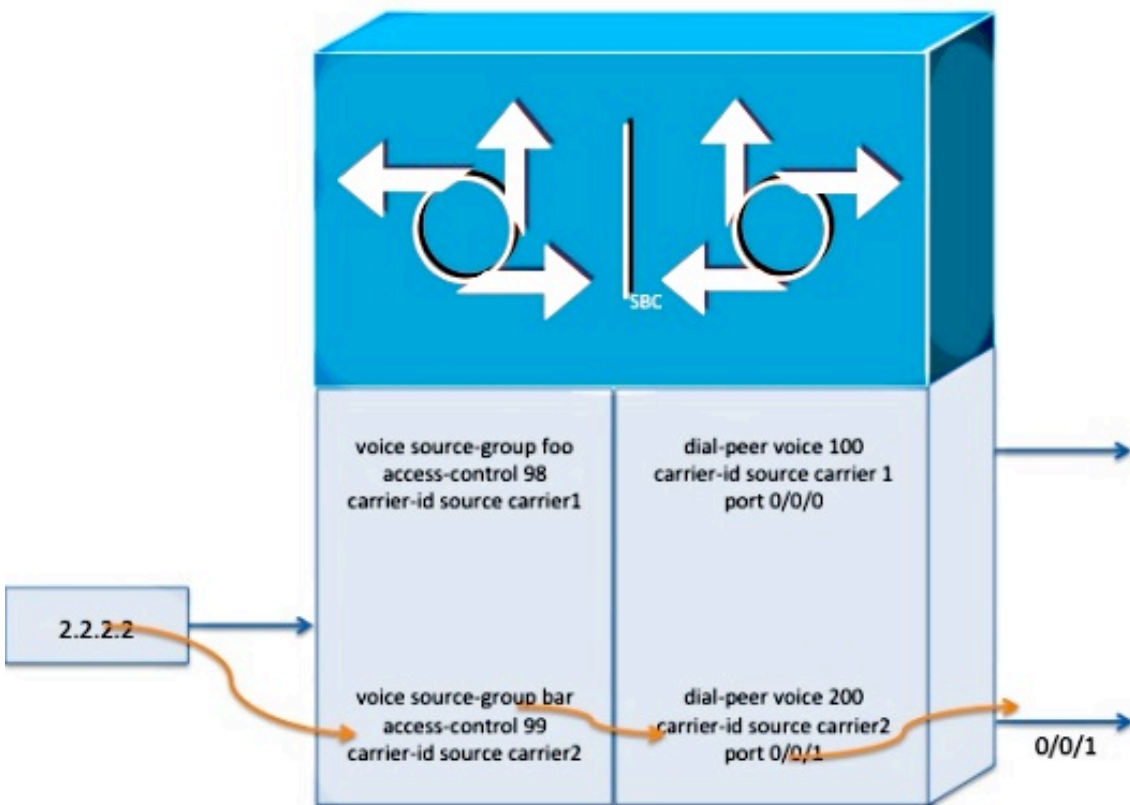 SBC
voice source-group foo
access-control 98
carrier-id source carrier1
dial-peer voice 100
carrier-id source carrier 1
port 0/0/0
2.2.2.2
voice source-group bar
access-control 99
carrier-id source carrier2
dial-peer voice 200
carrier-id source carrier2
port 0/0/1
0/0/1